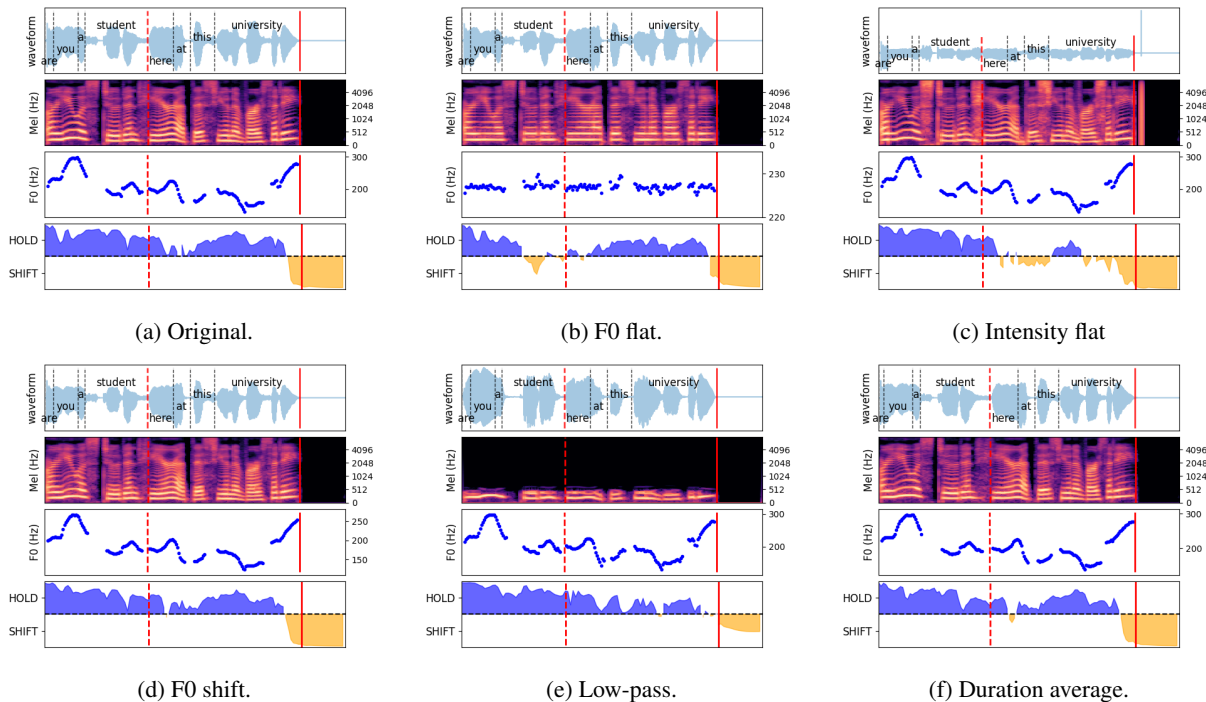 waveform
are you a student here at this university
Mel (Hz)
4096
2048
1024
512
0
F0 (Hz)
300
200
HOLD
SHIFT
(a) Original.
waveform
are you a student here at this university
Mel (Hz)
4096
2048
1024
512
0
F0 (Hz)
230
220
HOLD
SHIFT
(b) F0 flat.
waveform
are you a student here at this university
Mel (Hz)
4096
2048
1024
512
0
F0 (Hz)
300
200
HOLD
SHIFT
(c) Intensity flat
waveform
are you a student here at this university
Mel (Hz)
4096
2048
1024
512
0
F0 (Hz)
250
200
150
HOLD
SHIFT
(d) F0 shift.
waveform
are you a student here at this university
Mel (Hz)
4096
2048
1024
512
0
F0 (Hz)
300
200
HOLD
SHIFT
(e) Low-pass.
waveform
are you a student here at this university
Mel (Hz)
4096
2048
1024
512
0
F0 (Hz)
300
200
HOLD
SHIFT
(f) Duration average.